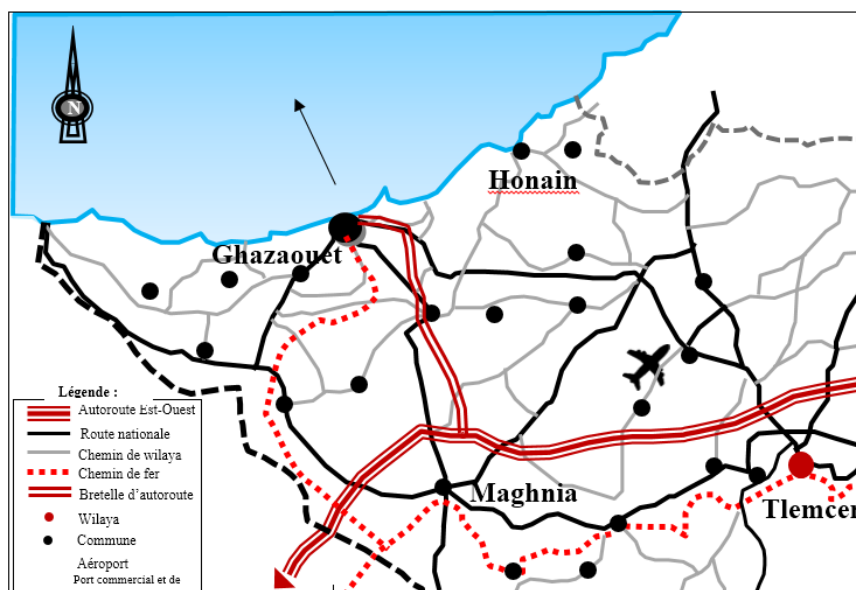 N
Honain
Ghazaouet
Maghnia
Tlemcen
Légende :
Autoroute Est-Ouest
Route nationale
Chemin de wilaya
Chemin de fer
Bretelle d'autoroute
Wilaya
Commune
Aéroport
Port commercial et de